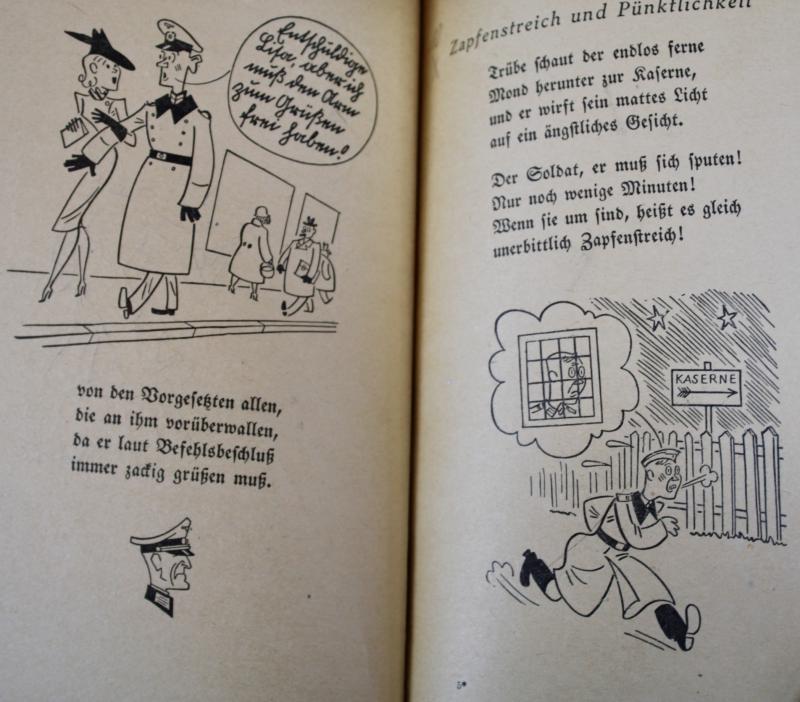 Entschuldige
Lisa, aber ich
muß den Arm
zum Grüßen
frei haben!
von den Vorgesetzten allen,
die an ihm vorüberwallen,
da er laut Befehlsbeschluß
immer zackig grüßen muß.
Zapfenstreich und Pünktlichkeit
Trübe schaut der endlos ferne
Mond herunter zur Kaserne,
und er wirft sein mattes Licht
auf ein ängstliches Gesicht.
Der Soldat, er muß sich sputen!
Nur noch wenige Minuten!
Wenn sie um sind, heißt es gleich
unerbittlich Zapfenstreich!
KASERNE
5*